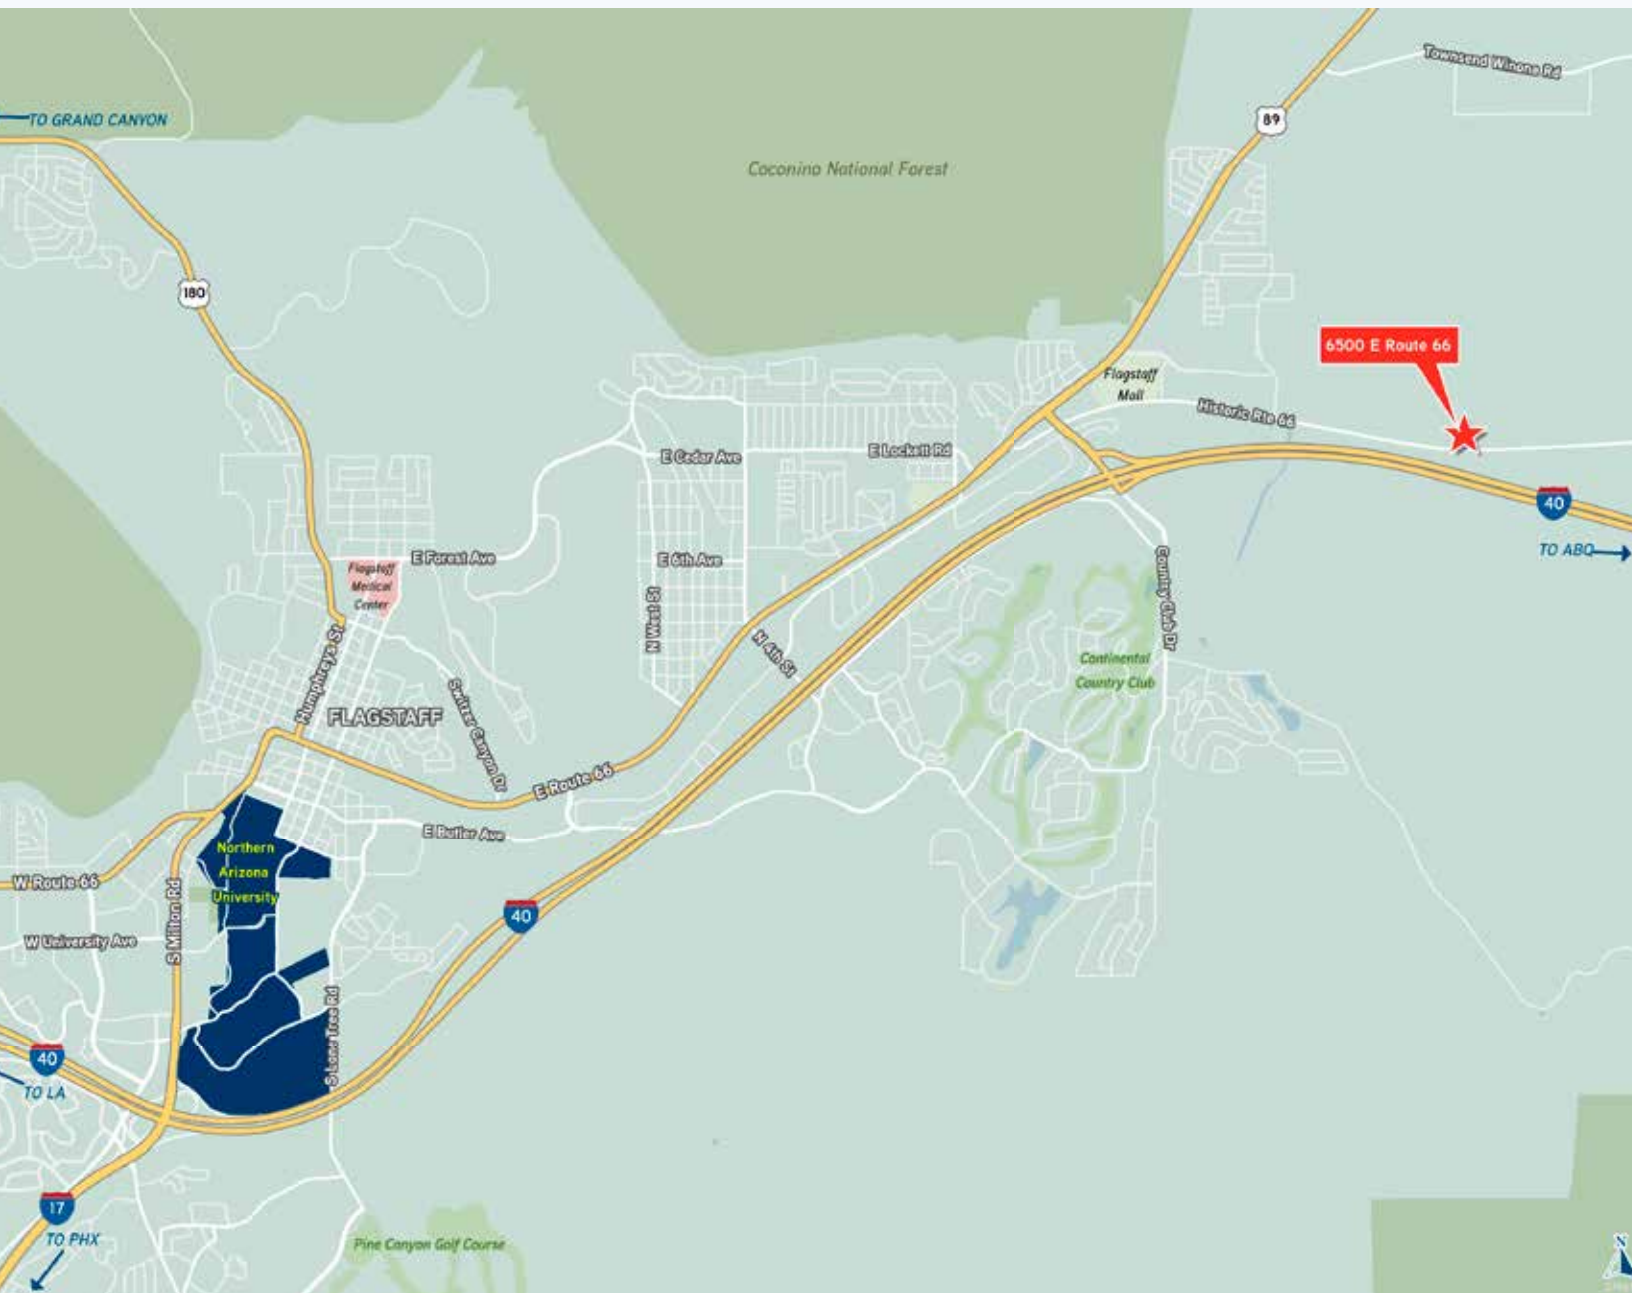 Townsend Winona Rd
TO GRAND CANYON
89
Coconino National Forest
180
6500 E Route 66
Flagstaff
Mall
Historic Rte 66
E Cedar Ave
E Lockett Rd
40
TO ABQ
E Forest Ave
E 6th Ave
Flagstaff
Medical
Center
Country Club Dr
N West St
Humphreys St
N 4th St
Continental
Country Club
Switzer Canyon Dr
FLAGSTAFF
E Route 66
E Butler Ave
Northern
Arizona
University
W Route 66
S Milton Rd
40
W University Ave
S Lone Tree Rd
40
TO LA
17
TO PHX
Pine Canyon Golf Course
N